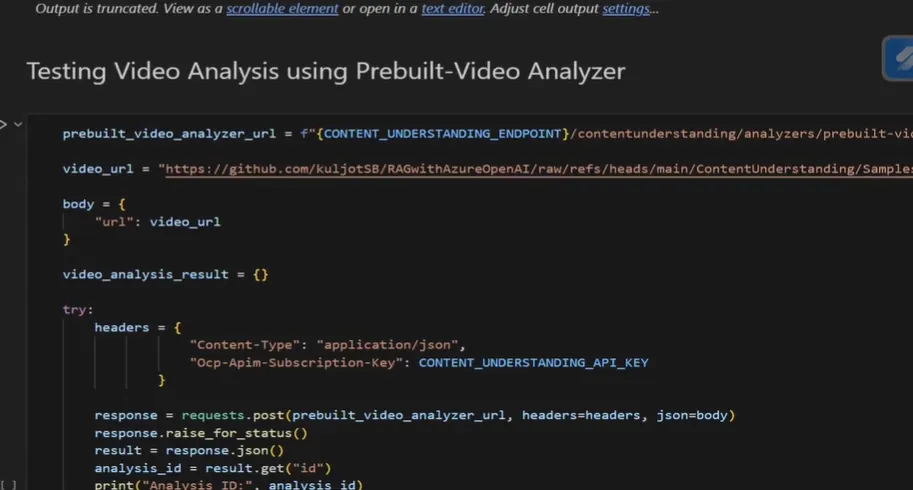 Output is truncated. View as a scrollable element or open in a text editor. Adjust cell output settings...
Testing Video Analysis using Prebuilt-Video Analyzer
prebuilt_video_analyzer_url = f"{CONTENT_UNDERSTANDING_ENDPOINT}/contentunderstanding/analyzers/prebuilt-vi
video_url = "https://github.com/kuljotSB/RAGwithAzureOpenAI/raw/refs/heads/main/ContentUnderstanding/Samples
body = {
"url": video_url
}
video_analysis_result = {}
try:
headers = {
"Content-Type": "application/json",
"Ocp-Apim-Subscription-Key": CONTENT_UNDERSTANDING_API_KEY
}
response = requests.post(prebuilt_video_analyzer_url, headers=headers, json=body)
response.raise_for_status()
result = response.json()
analysis_id = result.get("id")
print("Analysis ID:", analysis_id)
[ ]